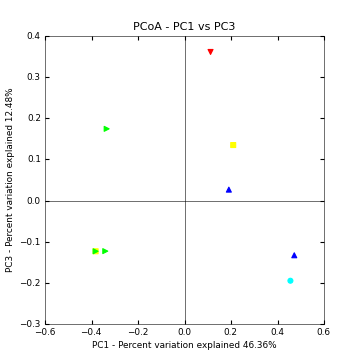 PCoA - PC1 vs PC3
0.4
0.3
0.2
0.1
0.0
−0.1
−0.2
−0.3
PC3 - Percent variation explained 12.48%
−0.6 −0.4 −0.2 0.0 0.2 0.4 0.6
PC1 - Percent variation explained 46.36%